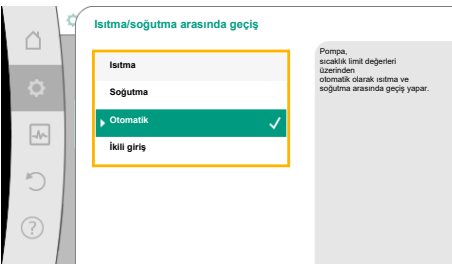 Isıtma/soğutma arasında geçiş
Isıtma
Soğutma
Otomatik
İkili giriş
Pompa,
sıcaklık limit değerleri
üzerinden
otomatik olarak ısıtma ve
soğutma arasında geçiş yapar.